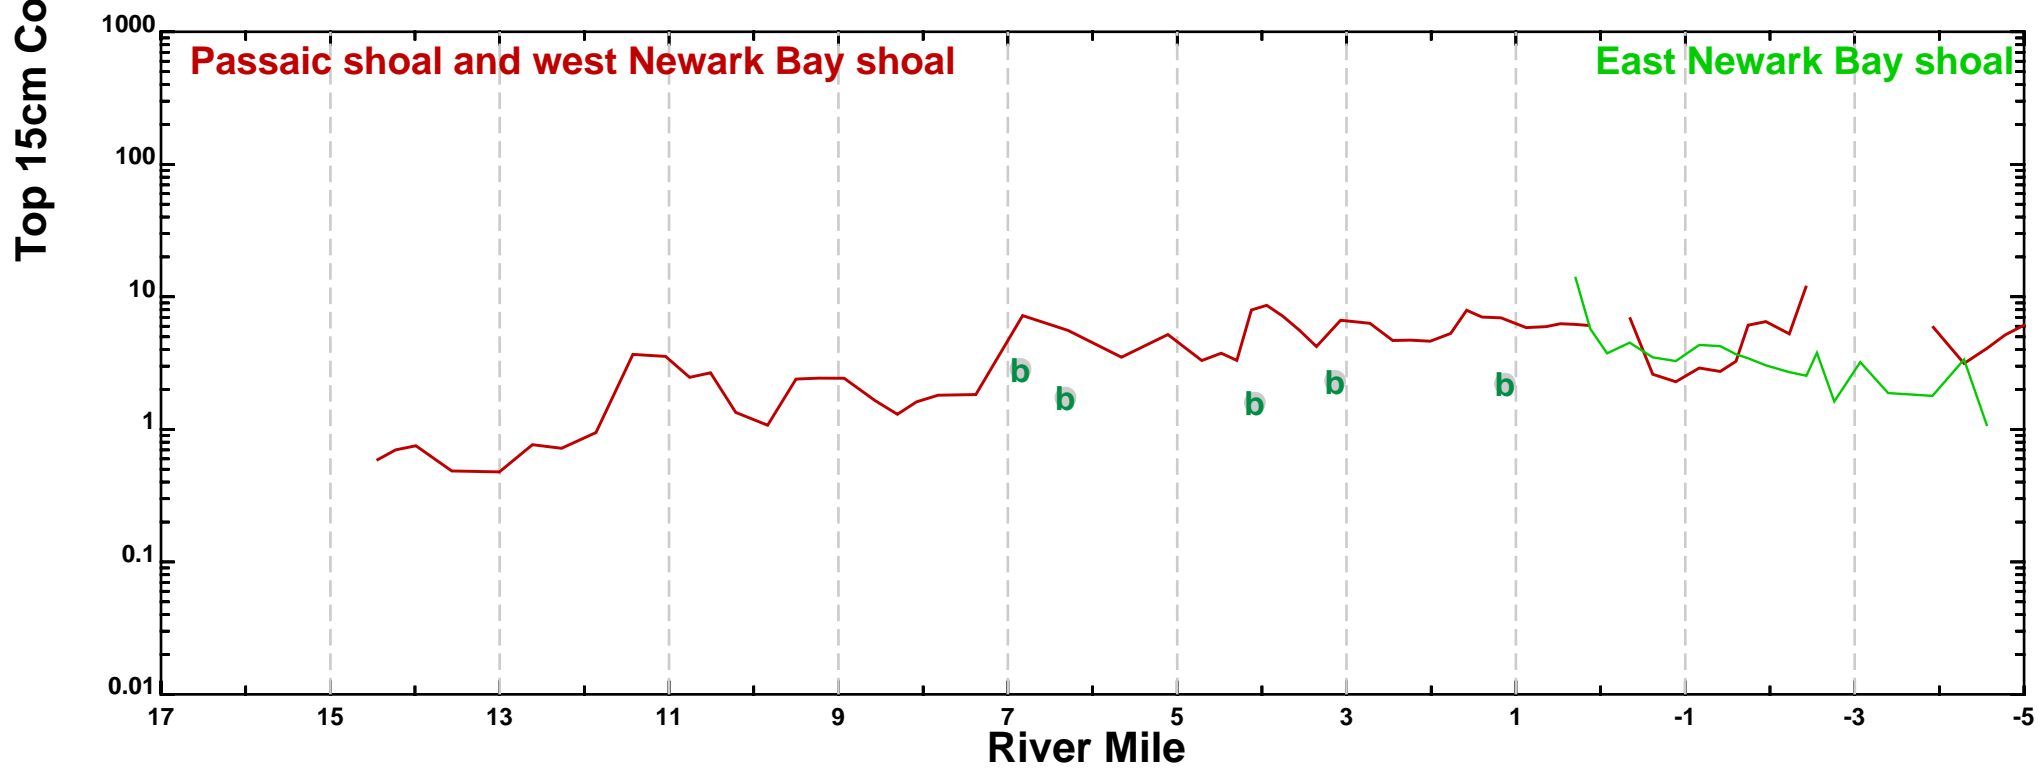 Top 15cm Co
1000
100
10
1
0.1
0.01
Passaic shoal and west Newark Bay shoal
East Newark Bay shoal
b
b
b
b
b
17 15 13 11 9 7 5 3 1 -1 -3 -5
River Mile